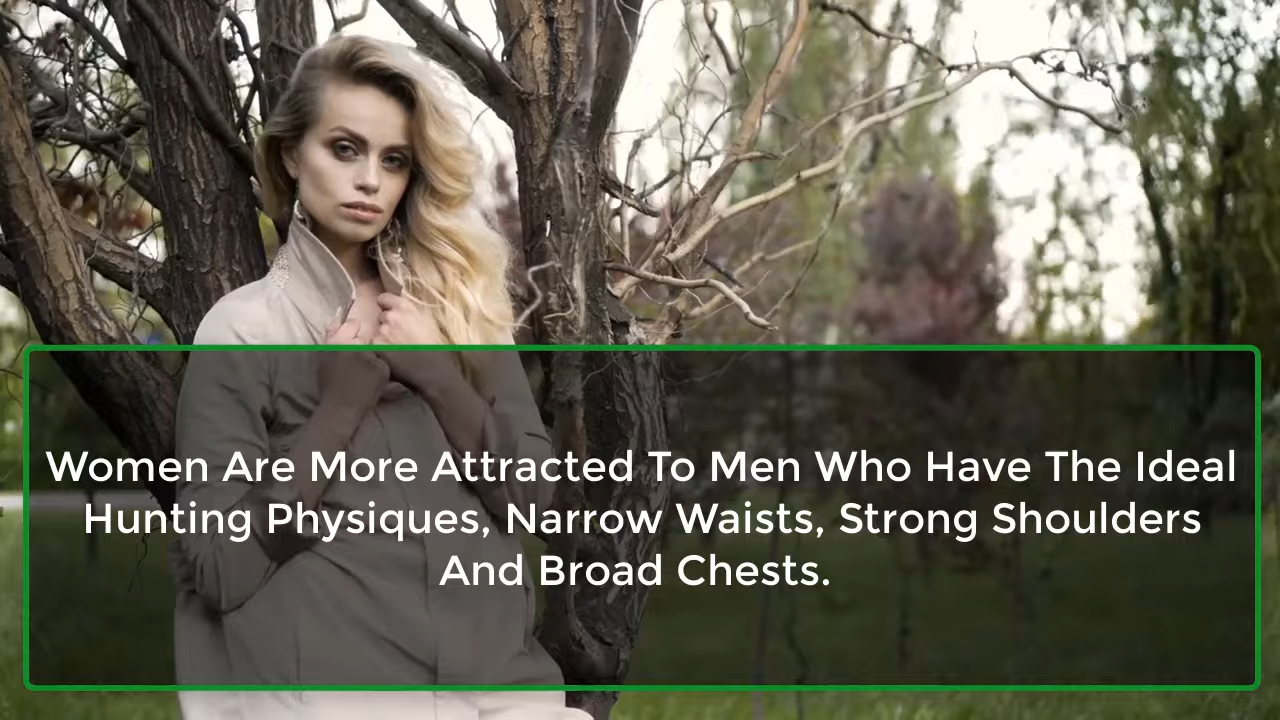 Women Are More Attracted To Men Who Have The Ideal
Hunting Physiques, Narrow Waists, Strong Shoulders
And Broad Chests.